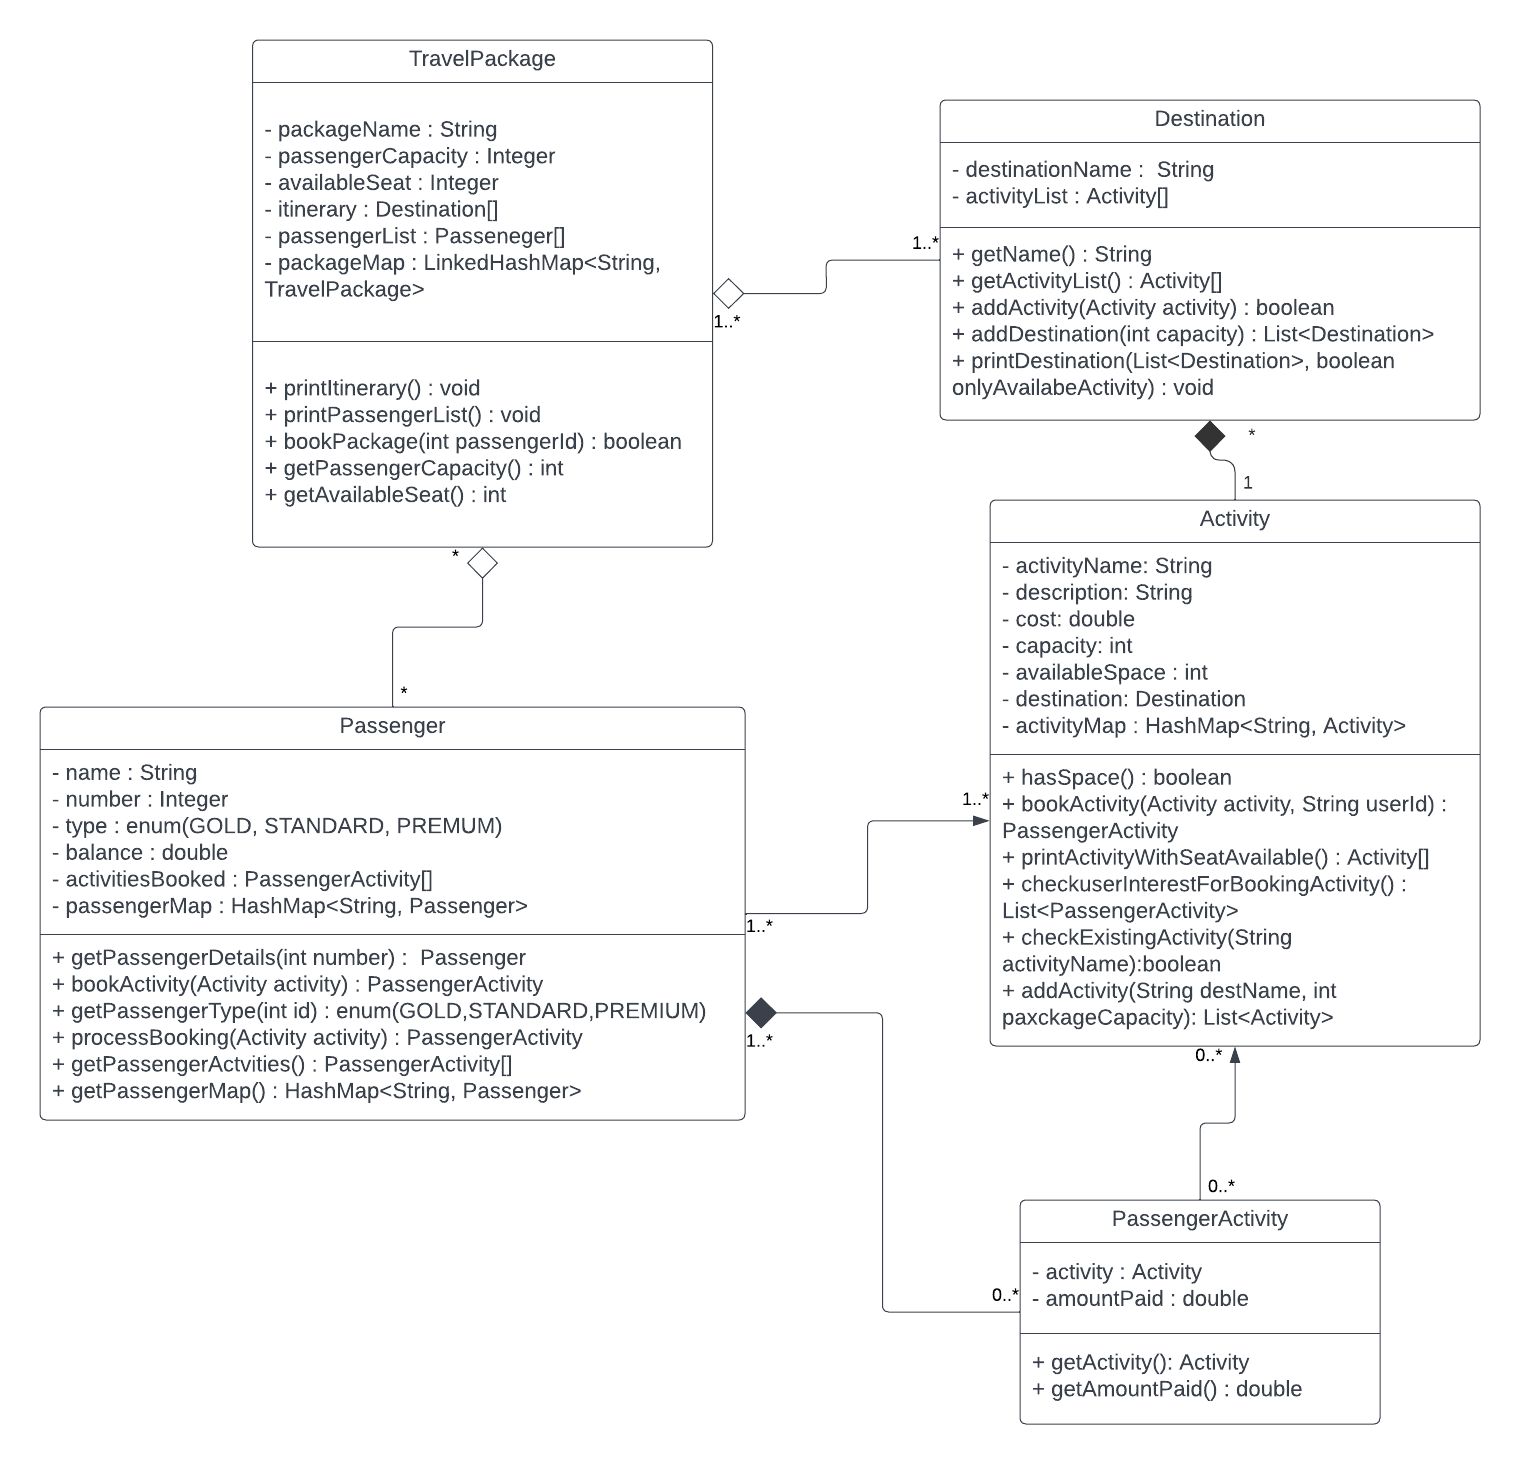 TravelPackage
- packageName : String
- passengerCapacity : Integer
- availableSeat : Integer
- itinerary : Destination[]
- passengerList : Passeneger[]
- packageMap : LinkedHashMap<String,
TravelPackage>
+ printItinerary() : void
+ printPassengerList() : void
+ bookPackage(int passengerId) : boolean
+ getPassengerCapacity() : int
+ getAvailableSeat() : int
1..*
1..*
Destination
- destinationName :  String
- activityList : Activity[]
+ getName() : String
+ getActivityList() : Activity[]
+ addActivity(Activity activity) : boolean
+ addDestination(int capacity) : List<Destination>
+ printDestination(List<Destination>, boolean
onlyAvailabeActivity) : void
*
1
Activity
- activityName: String
- description: String
- cost: double
- capacity: int
- availableSpace : int
- destination: Destination
- activityMap : HashMap<String, Activity>
+ hasSpace() : boolean
+ bookActivity(Activity activity, String userId) :
PassengerActivity
+ printActivityWithSeatAvailable() : Activity[]
+ checkuserInterestForBookingActivity() :
List<PassengerActivity>
+ checkExistingActivity(String
activityName):boolean
+ addActivity(String destName, int
paxckageCapacity): List<Activity>
*
*
Passenger
- name : String
- number : Integer
- type : enum(GOLD, STANDARD, PREMUM)
- balance : double
- activitiesBooked : PassengerActivity[]
- passengerMap : HashMap<String, Passenger>
+ getPassengerDetails(int number) :  Passenger
+ bookActivity(Activity activity) : PassengerActivity
+ getPassengerType(int id) : enum(GOLD,STANDARD,PREMIUM)
+ processBooking(Activity activity) : PassengerActivity
+ getPassengerActvities() : PassengerActivity[]
+ getPassengerMap() : HashMap<String, Passenger>
1..*
1..*
1..*
0..*
0..*
0..*
PassengerActivity
- activity : Activity
- amountPaid : double
+ getActivity(): Activity
+ getAmountPaid() : double